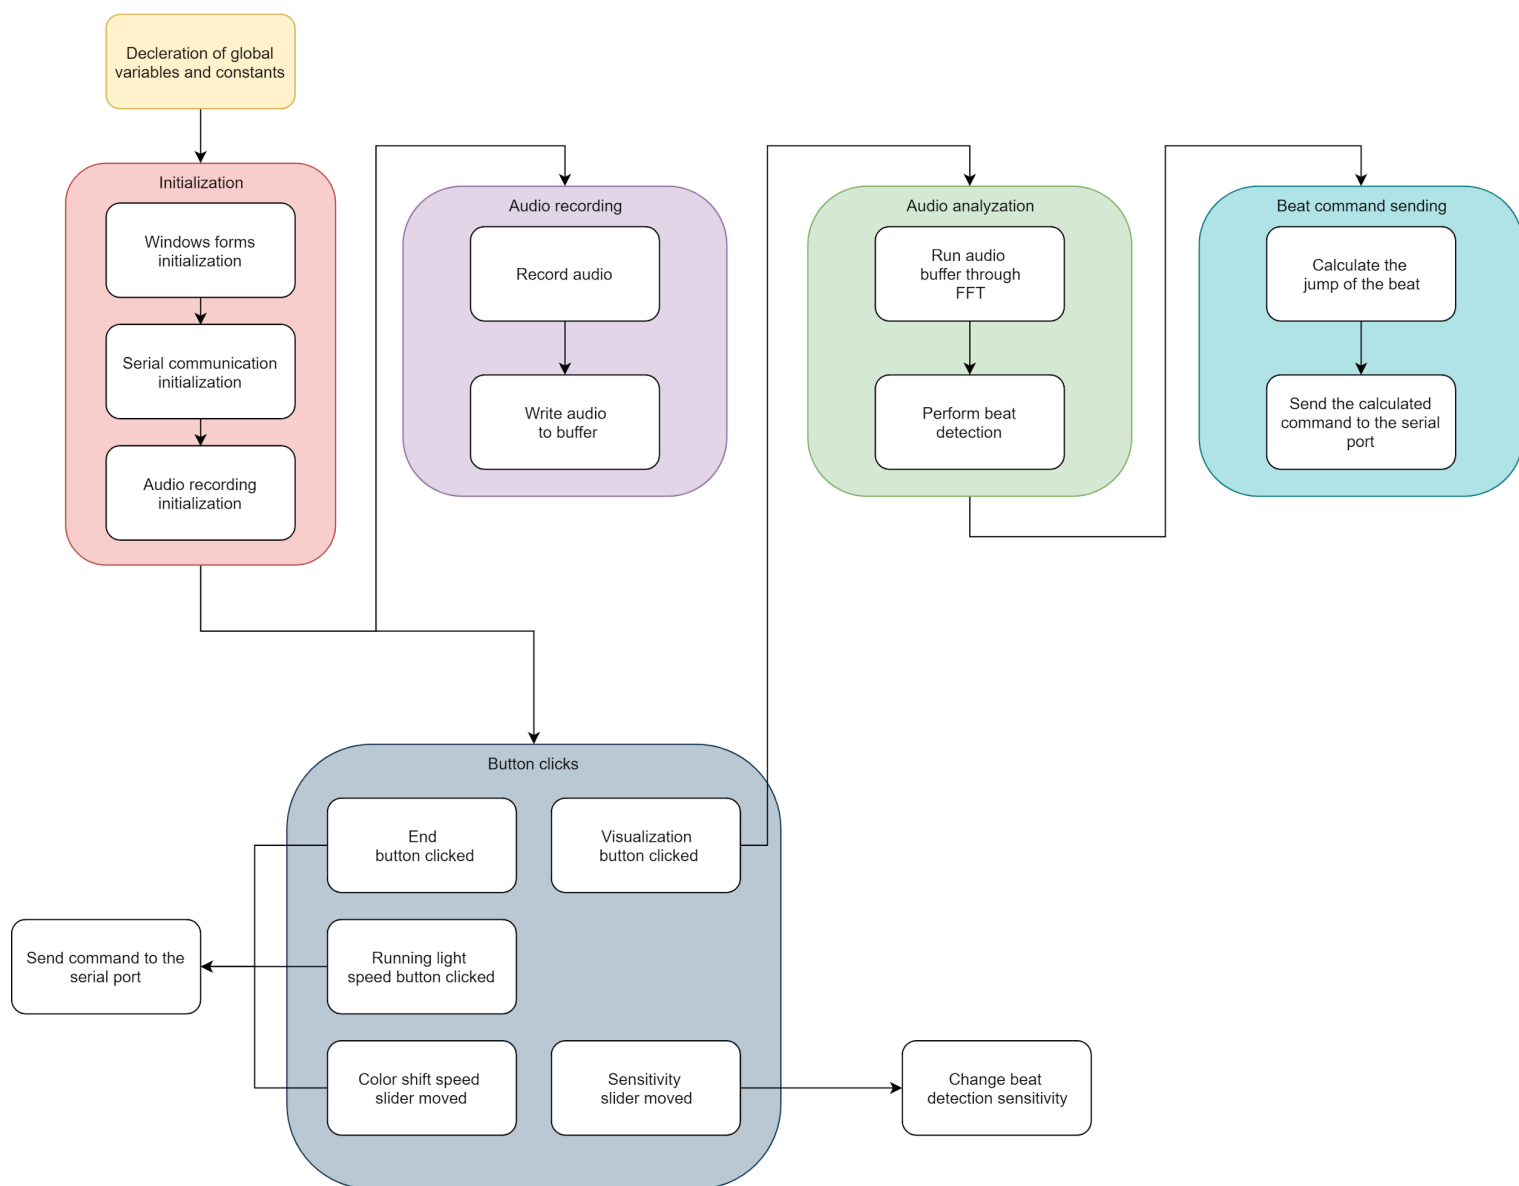 Decleration of global
variables and constants
Initialization
Windows forms
initialization
Serial communication
initialization
Audio recording
initialization
Audio recording
Record audio
Write audio
to buffer
Audio analyzation
Run audio
buffer through
FFT
Perform beat
detection
Beat command sending
Calculate the
jump of the beat
Send the calculated
command to the serial
port
Button clicks
End
button clicked
Visualization
button clicked
Send command to the
serial port
Running light
speed button clicked
Color shift speed
slider moved
Sensitivity
slider moved
Change beat
detection sensitivity